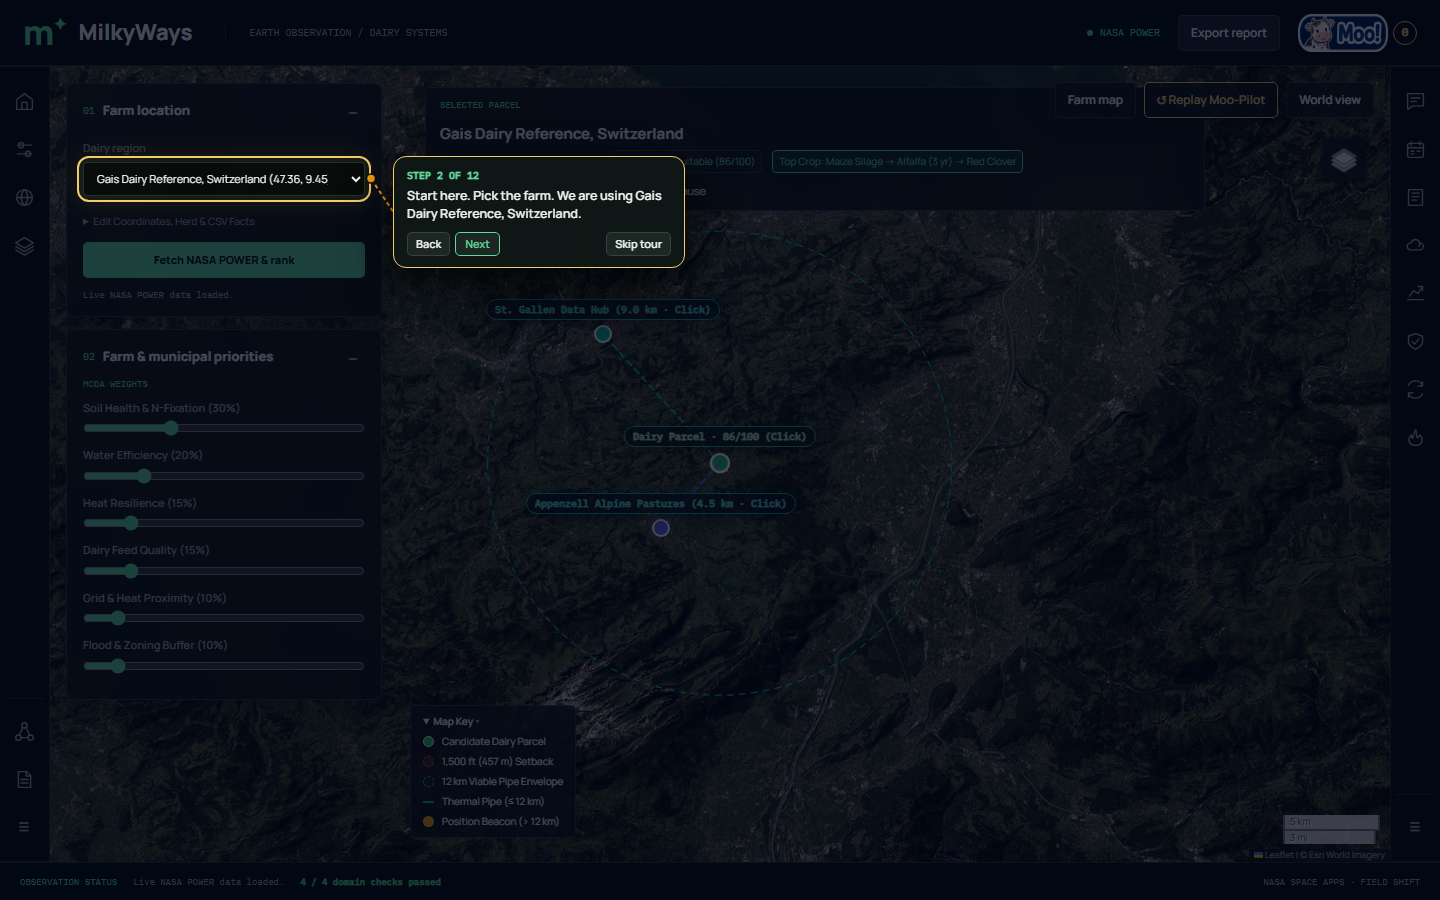 m+ MilkyWays
EARTH OBSERVATION / DAIRY SYSTEMS
NASA POWER
Export report
Moo!
0
01 Farm location
Dairy region
Gais Dairy Reference, Switzerland (47.36, 9.45
▶ Edit Coordinates, Herd & CSV Facts
Fetch NASA POWER & rank
Live NASA POWER data loaded.
02 Farm & municipal priorities
MCDA WEIGHTS
Soil Health & N-Fixation (30%)
Water Efficiency (20%)
Heat Resilience (15%)
Dairy Feed Quality (15%)
Grid & Heat Proximity (10%)
Flood & Zoning Buffer (10%)
SELECTED PARCEL
Gais Dairy Reference, Switzerland
(86/100)
Top Crop: Maize Silage → Alfalfa (3 yr) → Red Clover
Farm map
↺ Replay Moo-Pilot
World view
STEP 2 OF 12
Start here. Pick the farm. We are using Gais
Dairy Reference, Switzerland.
Back
Next
Skip tour
St. Gallen Data Hub (9.0 km · Click)
Dairy Parcel · 86/100 (Click)
Appenzell Alpine Pastures (4.5 km · Click)
▼ Map Key
Candidate Dairy Parcel
1,500 ft (457 m) Setback
12 km Viable Pipe Envelope
Thermal Pipe (≤ 12 km)
Position Beacon (> 12 km)
5 km
3 mi
Leaflet | © Esri World Imagery
OBSERVATION STATUS Live NASA POWER data loaded. 4 / 4 domain checks passed
NASA SPACE APPS · FIELD SHIFT